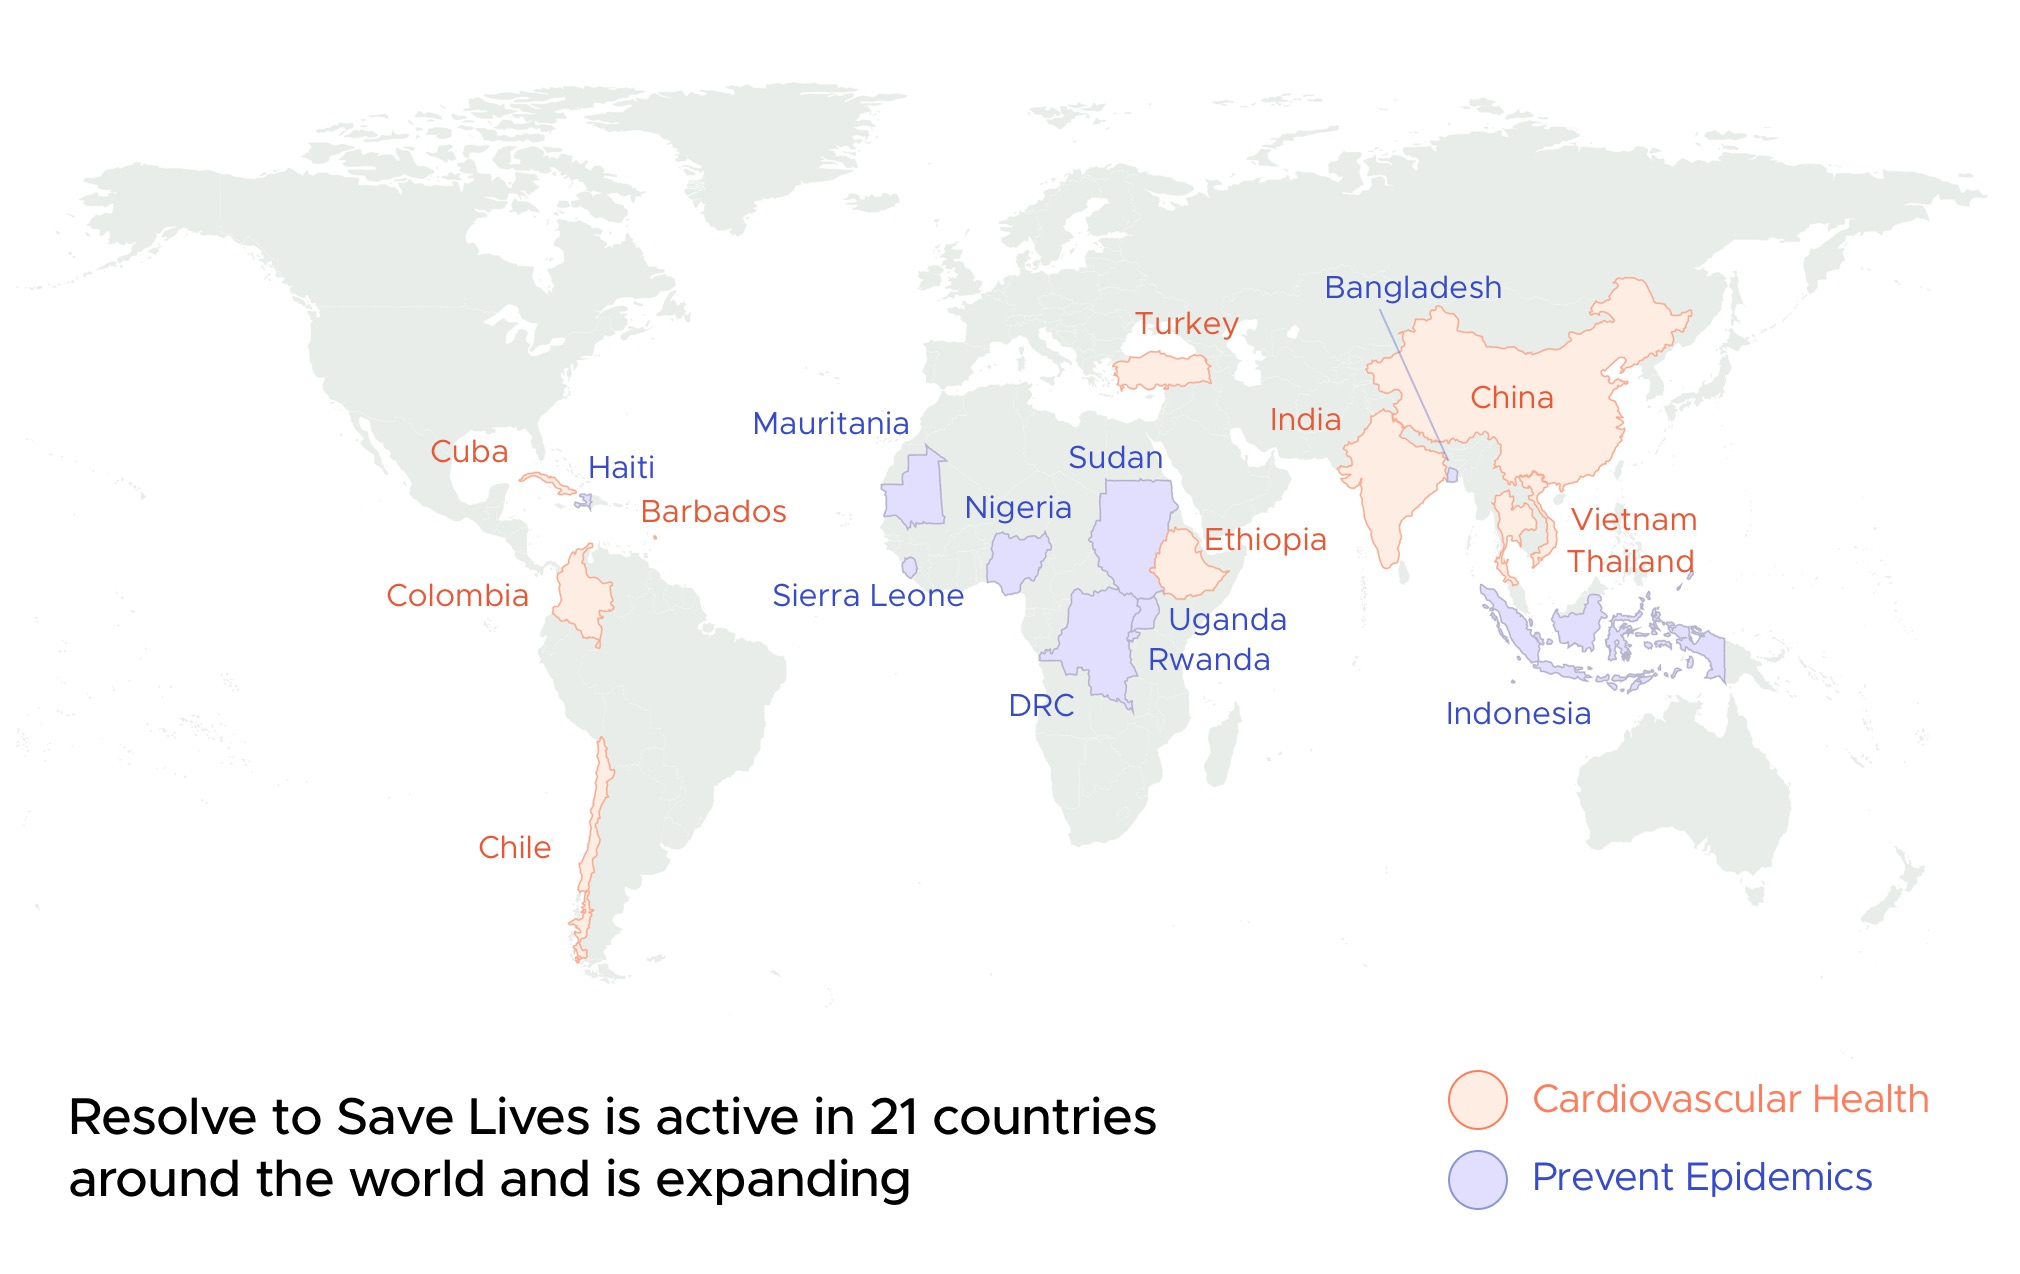 Bangladesh
Turkey
China
India
Mauritania
Cuba
Haiti
Sudan
Nigeria
Barbados
Vietnam
Ethiopia
Thailand
Colombia
Sierra Leone
Uganda
Rwanda
DRC
Indonesia
Chile
Resolve to Save Lives is active in 21 countries
around the world and is expanding
Cardiovascular Health
Prevent Epidemics